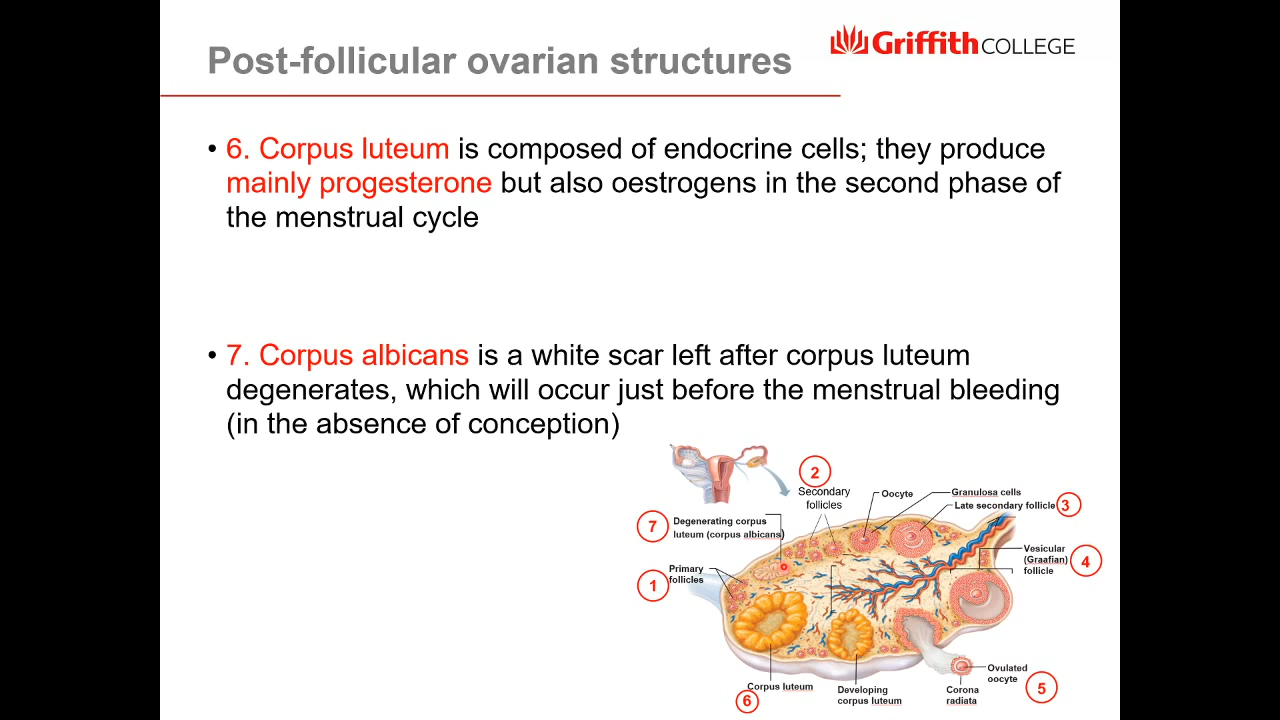 Post-follicular ovarian structures
Griffith COLLEGE
• 6. Corpus luteum is composed of endocrine cells; they produce
mainly progesterone but also oestrogens in the second phase of
the menstrual cycle
• 7. Corpus albicans is a white scar left after corpus luteum
degenerates, which will occur just before the menstrual bleeding
(in the absence of conception)
2
Secondary
follicles
Oocyte
Granulosa cells
Late secondary follicle
3
7
Degenerating corpus
luteum (corpus albicans)
Vesicular
(Graafian)
follicle
4
1
Primary
follicles
Corpus luteum
6
Developing
corpus luteum
Corona
radiata
Ovulated
oocyte
5